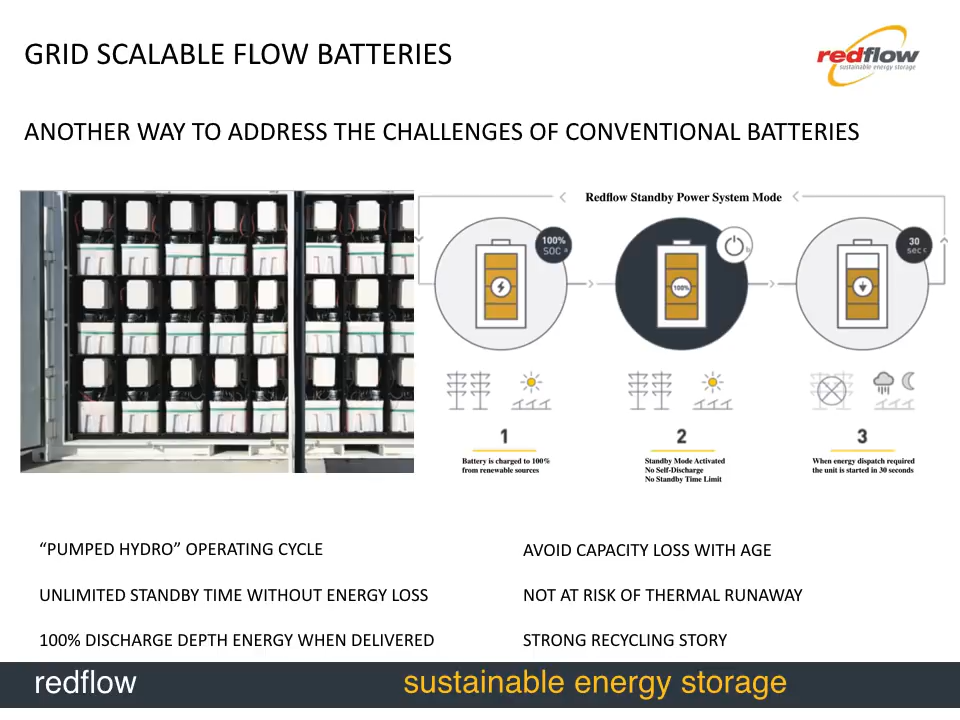 GRID SCALABLE FLOW BATTERIES
redflow
sustainable energy storage
ANOTHER WAY TO ADDRESS THE CHALLENGES OF CONVENTIONAL BATTERIES
Redflow Standby Power System Mode
100%
SOC a
b
30
sec c
100%
1
2
3
Battery is charged to 100%
from renewable sources
Standby Mode Activated
No Self-Discharge
No Standby Time Limit
When energy dispatch required
the unit is started in 30 seconds
“PUMPED HYDRO” OPERATING CYCLE
UNLIMITED STANDBY TIME WITHOUT ENERGY LOSS
100% DISCHARGE DEPTH ENERGY WHEN DELIVERED
AVOID CAPACITY LOSS WITH AGE
NOT AT RISK OF THERMAL RUNAWAY
STRONG RECYCLING STORY
redflow
sustainable energy storage